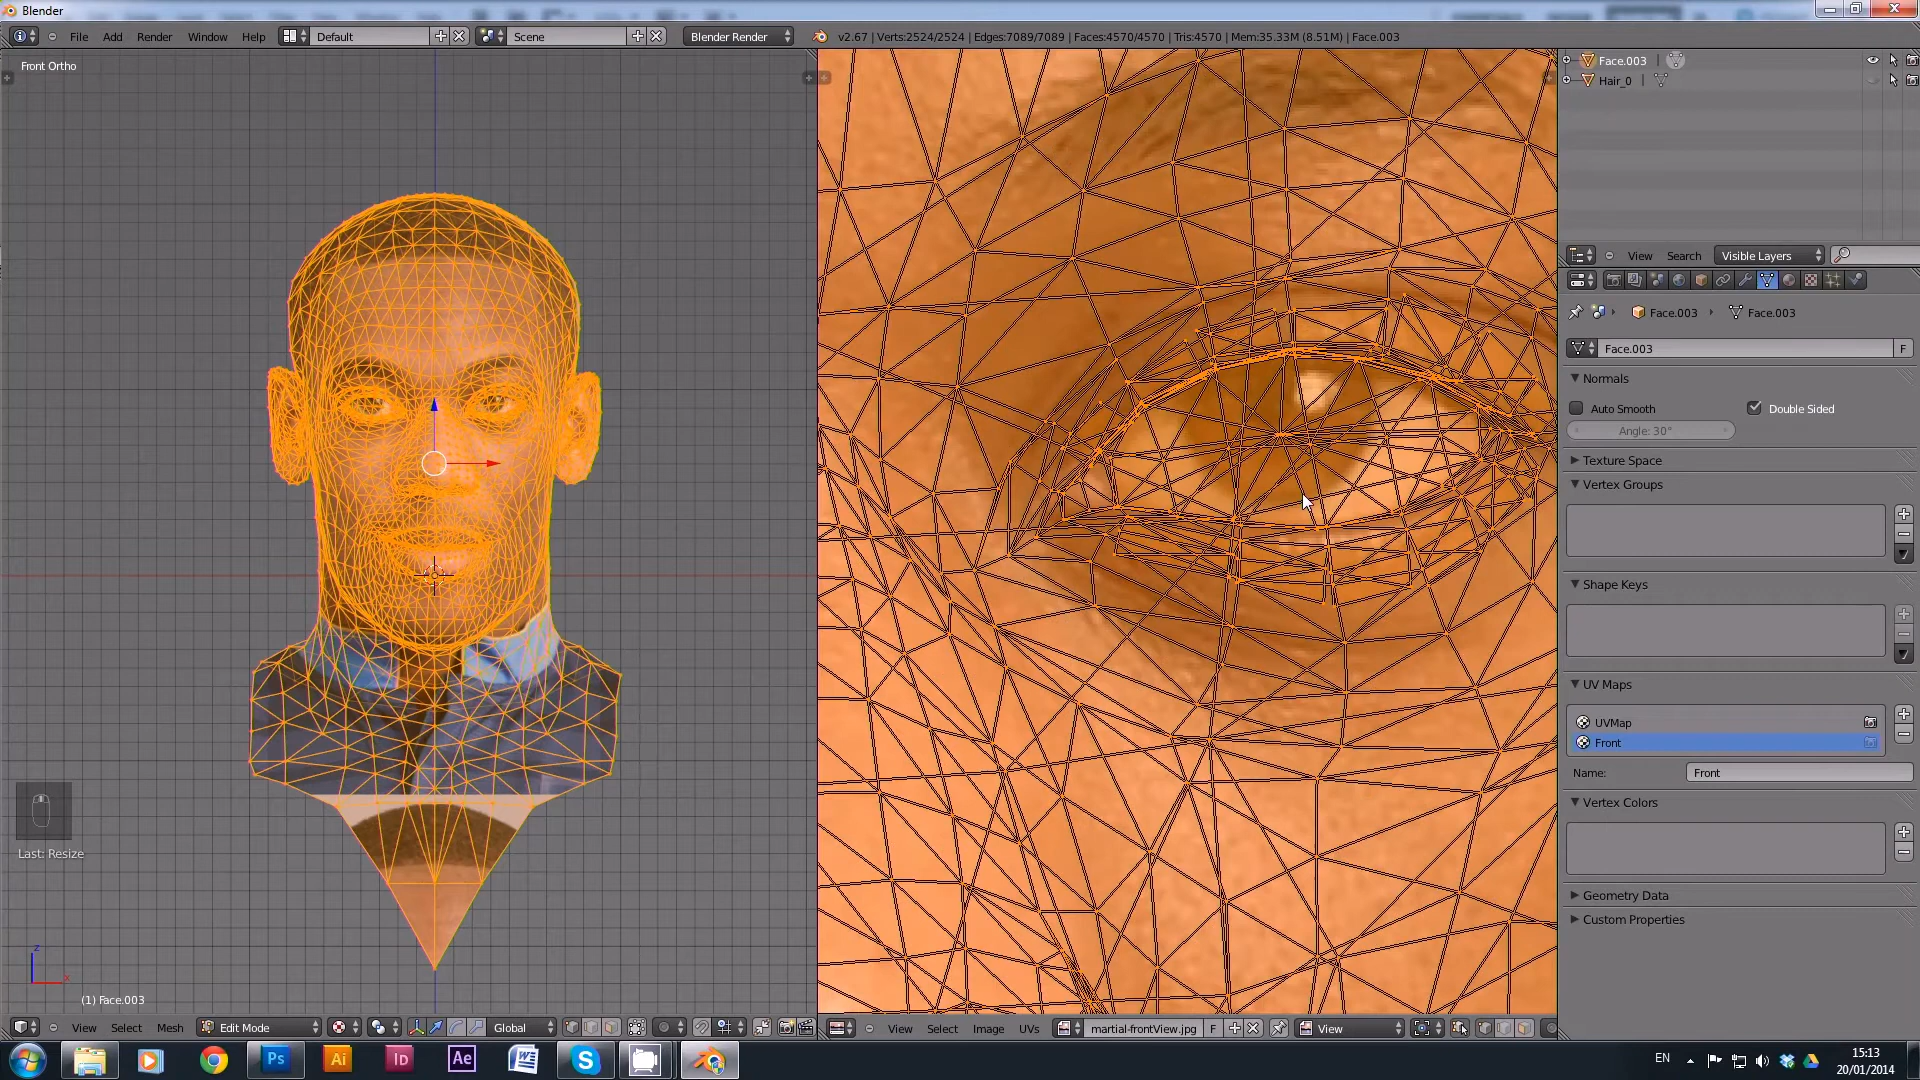 Blender
File Add Render Window Help Default Scene Blender Render v2.67 | Verts:2524/2524 | Edges:7089/7089 | Faces:4570/4570 | Tris:4570 | Mem:35.33M (8.51M) | Face.003
Front Ortho
Face.003
Hair_0
View Search Visible Layers
Face.003 Face.003
Face.003 F
Normals
Auto Smooth Double Sided
Angle: 30°
Texture Space
Vertex Groups
Shape Keys
UV Maps
UVMap
Front
Name: Front
Vertex Colors
Geometry Data
Custom Properties
Last: Resize
z
x
(1) Face.003
View Select Mesh Edit Mode Global
View Select Image UVs martial-frontView.jpg F View
Ps Ai Id Ae W S
EN 15:13
20/01/2014